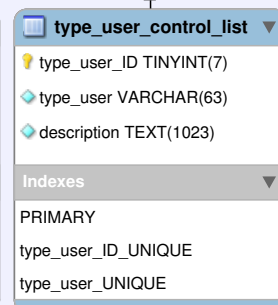 type_user_control_list
type_user_ID TINYINT(7)
type_user VARCHAR(63)
description TEXT(1023)
Indexes
PRIMARY
type_user_ID_UNIQUE
type_user_UNIQUE